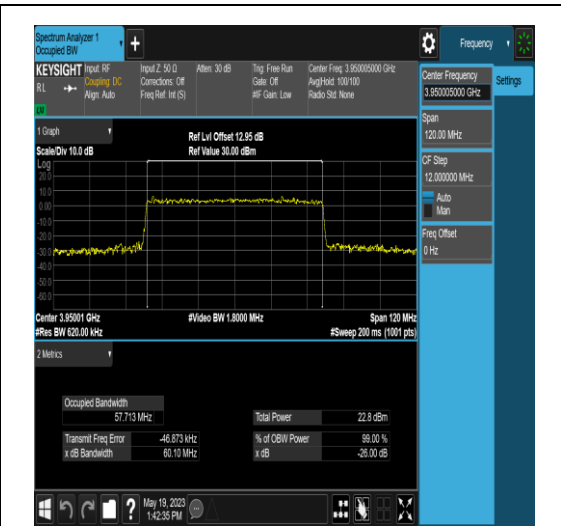 Spectrum Analyzer 1
Occupied BW
+
Frequency
KEYSIGHT
Input: RF
R L
Coupling: DC
Align: Auto
Input Z: 50 Ω
Corrections: Off
Freq Ref: Int (S)
Atten: 30 dB
Trig: Free Run
Gate: Off
#IF Gain: Low
Center Freq: 3.950005000 GHz
Avg|Hold: 100/100
Radio Std: None
Center Frequency
3.950005000 GHz
Settings
Span
120.00 MHz
CF Step
12.000000 MHz
Auto
Man
Freq Offset
0 Hz
1 Graph
Scale/Div 10.0 dB
Ref Lvl Offset 12.95 dB
Ref Value 30.00 dBm
Log
20.0
10.0
0.00
-10.0
-20.0
-30.0
-40.0
-50.0
-60.0
Center 3.95001 GHz
#Res BW 620.00 kHz
#Video BW 1.8000 MHz
Span 120 MHz
#Sweep 200 ms (1001 pts)
2 Metrics
Occupied Bandwidth
57.713 MHz
Total Power
22.8 dBm
Transmit Freq Error
-46.873 kHz
% of OBW Power
99.00 %
x dB Bandwidth
60.10 MHz
x dB
-26.00 dB
?
May 19, 2023
1:42:35 PM